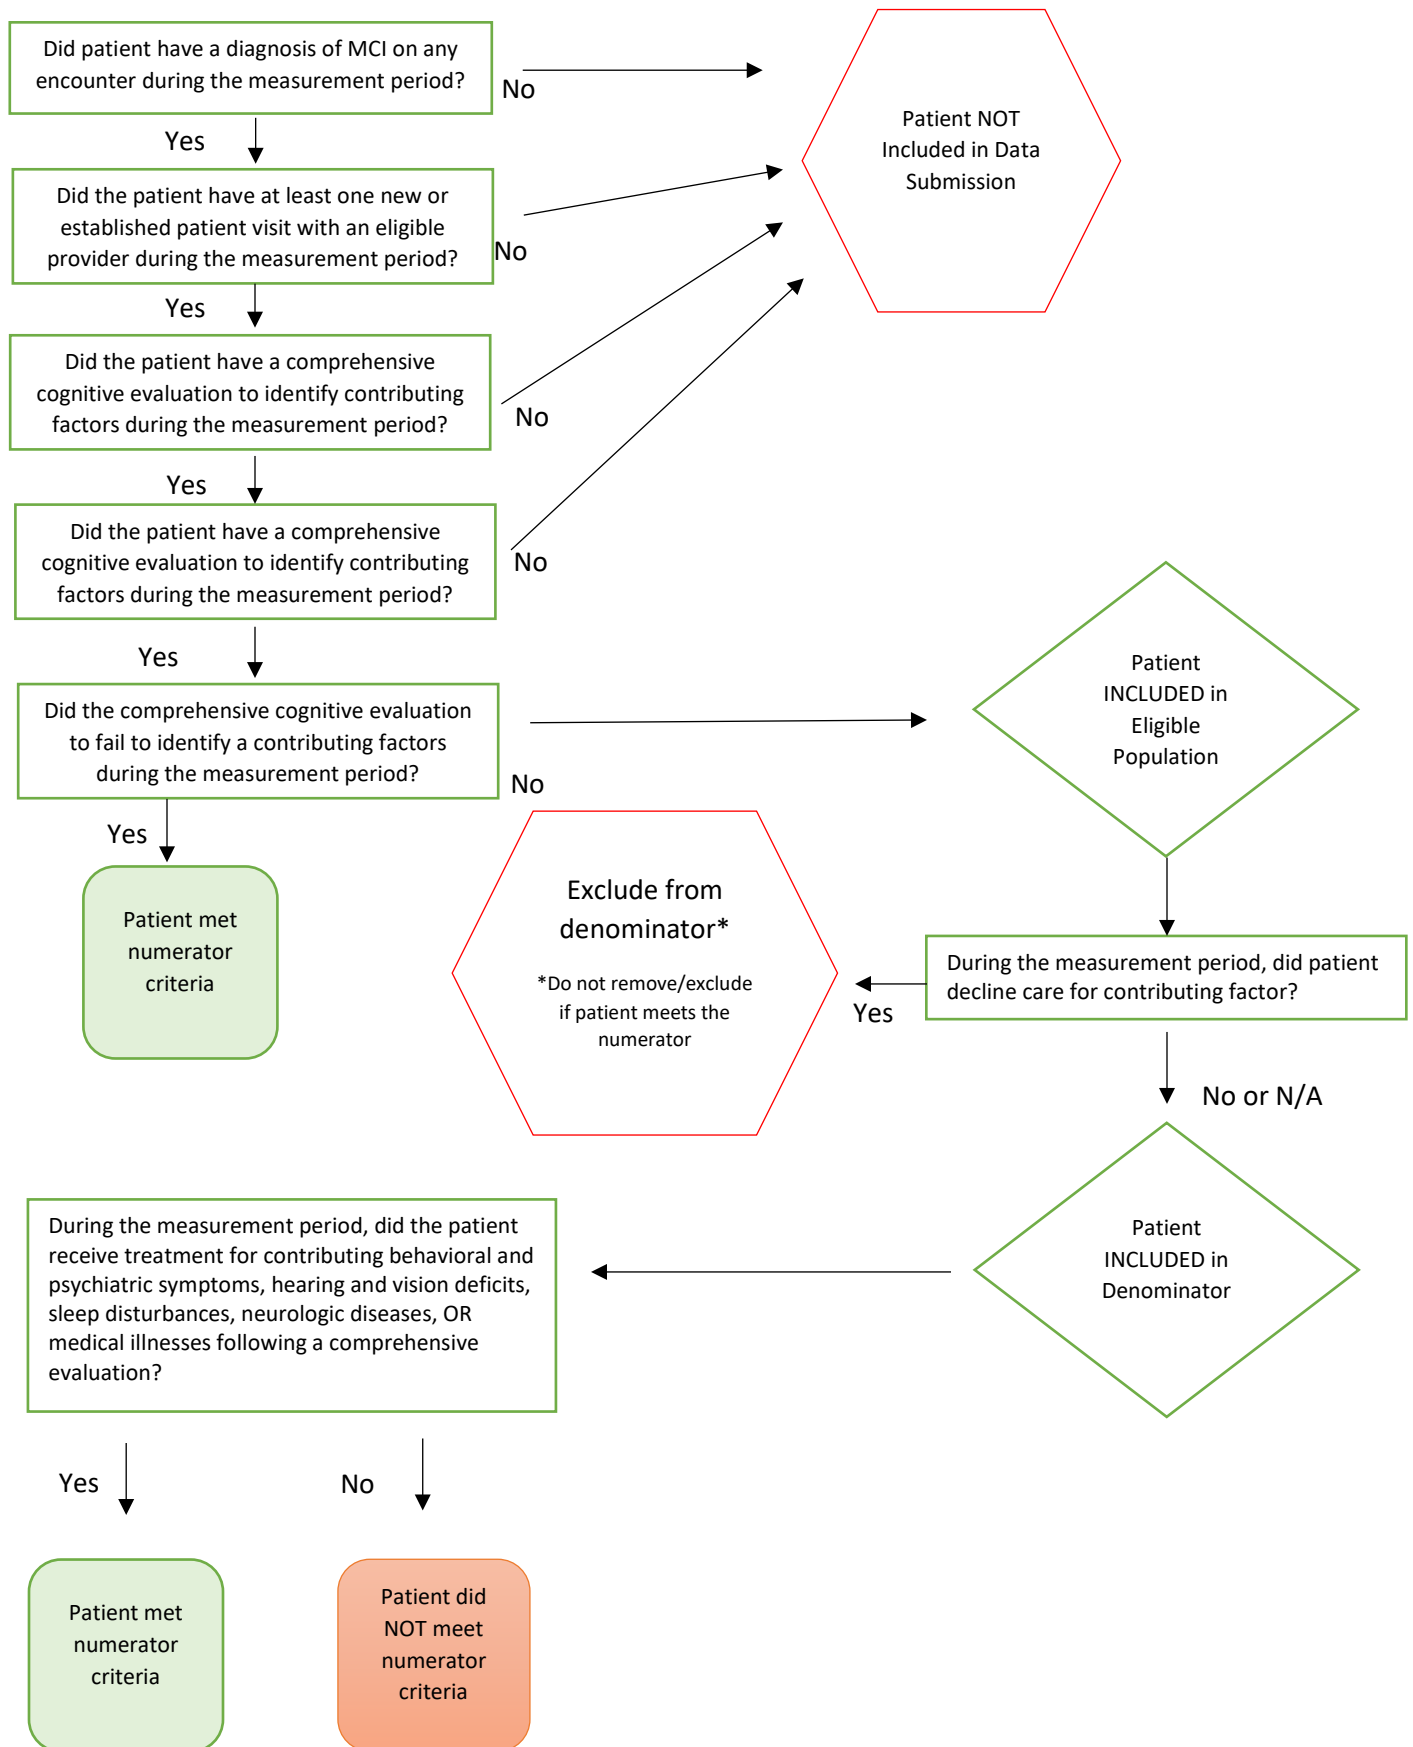 Did patient have a diagnosis of MCI on any
encounter during the measurement period?
No
Patient NOT
Included in Data
Submission
Yes
Did the patient have at least one new or
established patient visit with an eligible
provider during the measurement period?
No
Yes
Did the patient have a comprehensive
cognitive evaluation to identify contributing
factors during the measurement period?
No
Yes
Did the patient have a comprehensive
cognitive evaluation to identify contributing
factors during the measurement period?
No
Yes
Did the comprehensive cognitive evaluation
to fail to identify a contributing factors
during the measurement period?
No
Patient
INCLUDED in
Eligible
Population
Yes
Patient met
numerator
criteria
Exclude from
denominator*
*Do not remove/exclude
if patient meets the
numerator
During the measurement period, did patient
decline care for contributing factor?
Yes
No or N/A
Patient
INCLUDED in
Denominator
During the measurement period, did the patient
receive treatment for contributing behavioral and
psychiatric symptoms, hearing and vision deficits,
sleep disturbances, neurologic diseases, OR
medical illnesses following a comprehensive
evaluation?
Yes
No
Patient met
numerator
criteria
Patient did
NOT meet
numerator
criteria